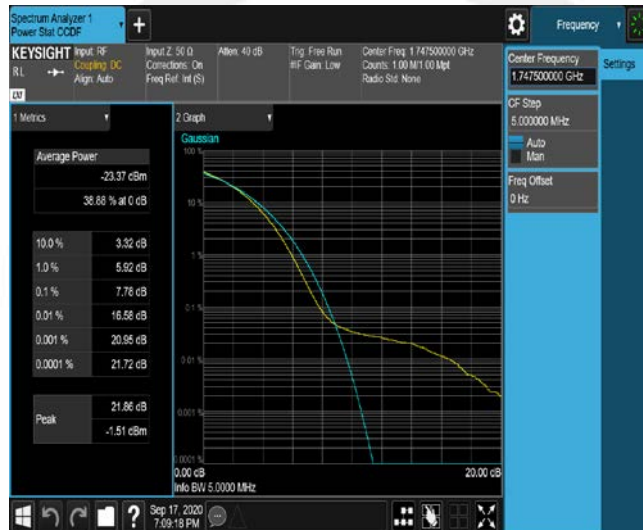 Spectrum Analyzer 1
Power Stat CCDF
Frequency
KEYSIGHT
RL
Input: RF
Coupling: DC
Align: Auto
Input Z: 50 Ω
Corrections: On
Freq Ref: Int (S)
Atten: 40 dB
Trig: Free Run
#IF Gain: Low
Center Freq: 1.747500000 GHz
Counts: 1.00 M/1.00 Mpt
Radio Std: None
Center Frequency
1.747500000 GHz
Settings
CF Step
5.000000 MHz
Auto
Man
Freq Offset
0 Hz
1 Metrics
2 Graph
Average Power
-23.37 dBm
38.88 % at 0 dB
10.0 % 3.32 dB
1.0 % 5.92 dB
0.1 % 7.78 dB
0.01 % 16.58 dB
0.001 % 20.95 dB
0.0001 % 21.72 dB
Peak
21.86 dB
-1.51 dBm
Gaussian
100 %
10 %
1 %
0.1 %
0.01 %
0.001 %
0.0001 %
0.00 dB
20.00 dB
Info BW 5.0000 MHz
?
Sep 17, 2020
7:09:18 PM